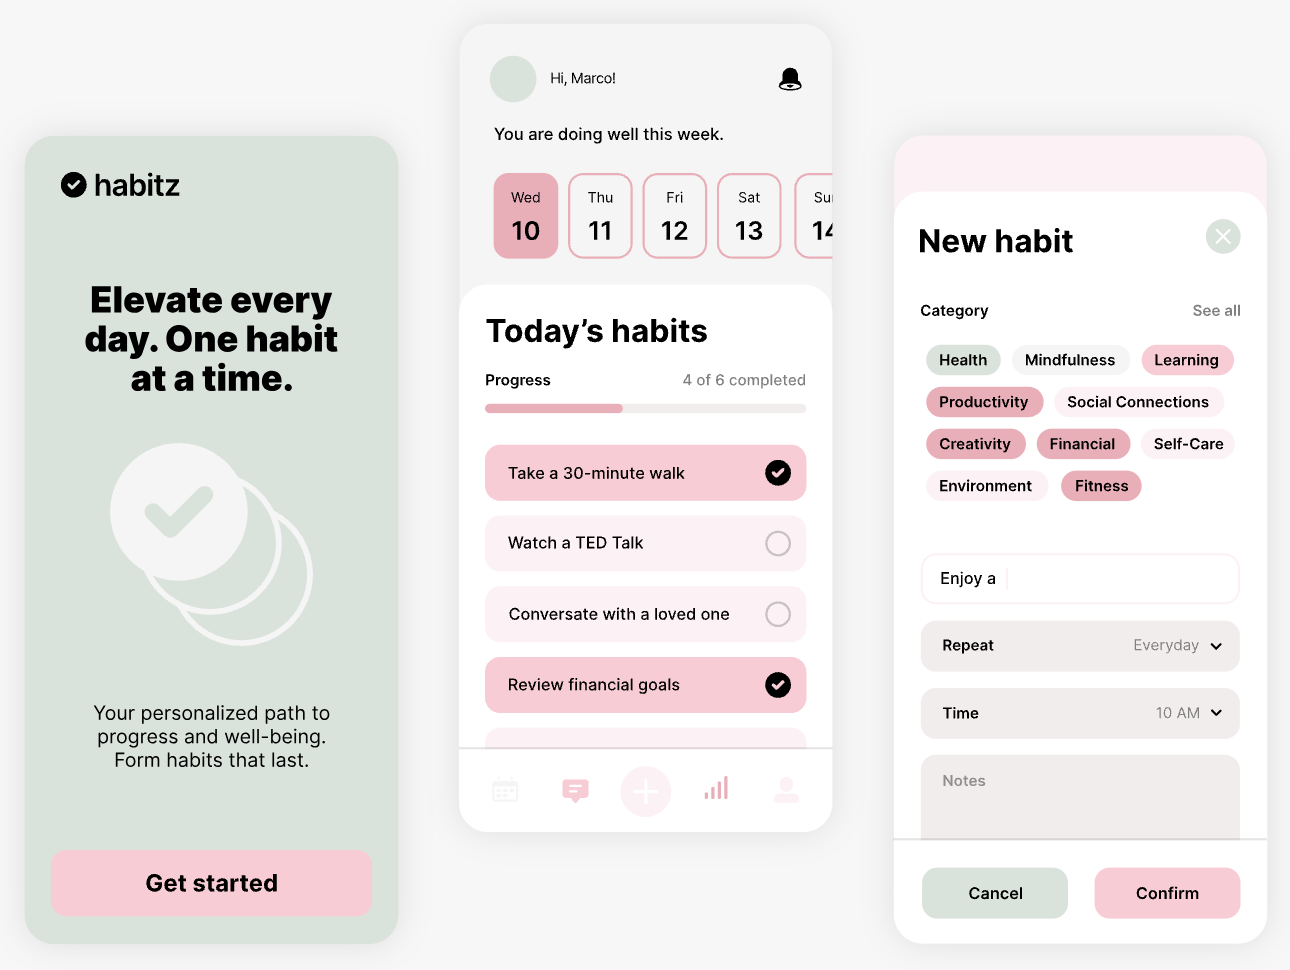 habitz
Elevate every
day. One habit
at a time.
Your personalized path to
progress and well-being.
Form habits that last.
Get started
Hi, Marco!
You are doing well this week.
Wed Thu Fri Sat Sun
10 11 12 13 14
Today’s habits
Progress 4 of 6 completed
Take a 30-minute walk
Watch a TED Talk
Conversate with a loved one
Review financial goals
New habit
Category See all
Health Mindfulness Learning
Productivity Social Connections
Creativity Financial Self-Care
Environment Fitness
Enjoy a
Repeat Everyday
Time 10 AM
Notes
Cancel Confirm